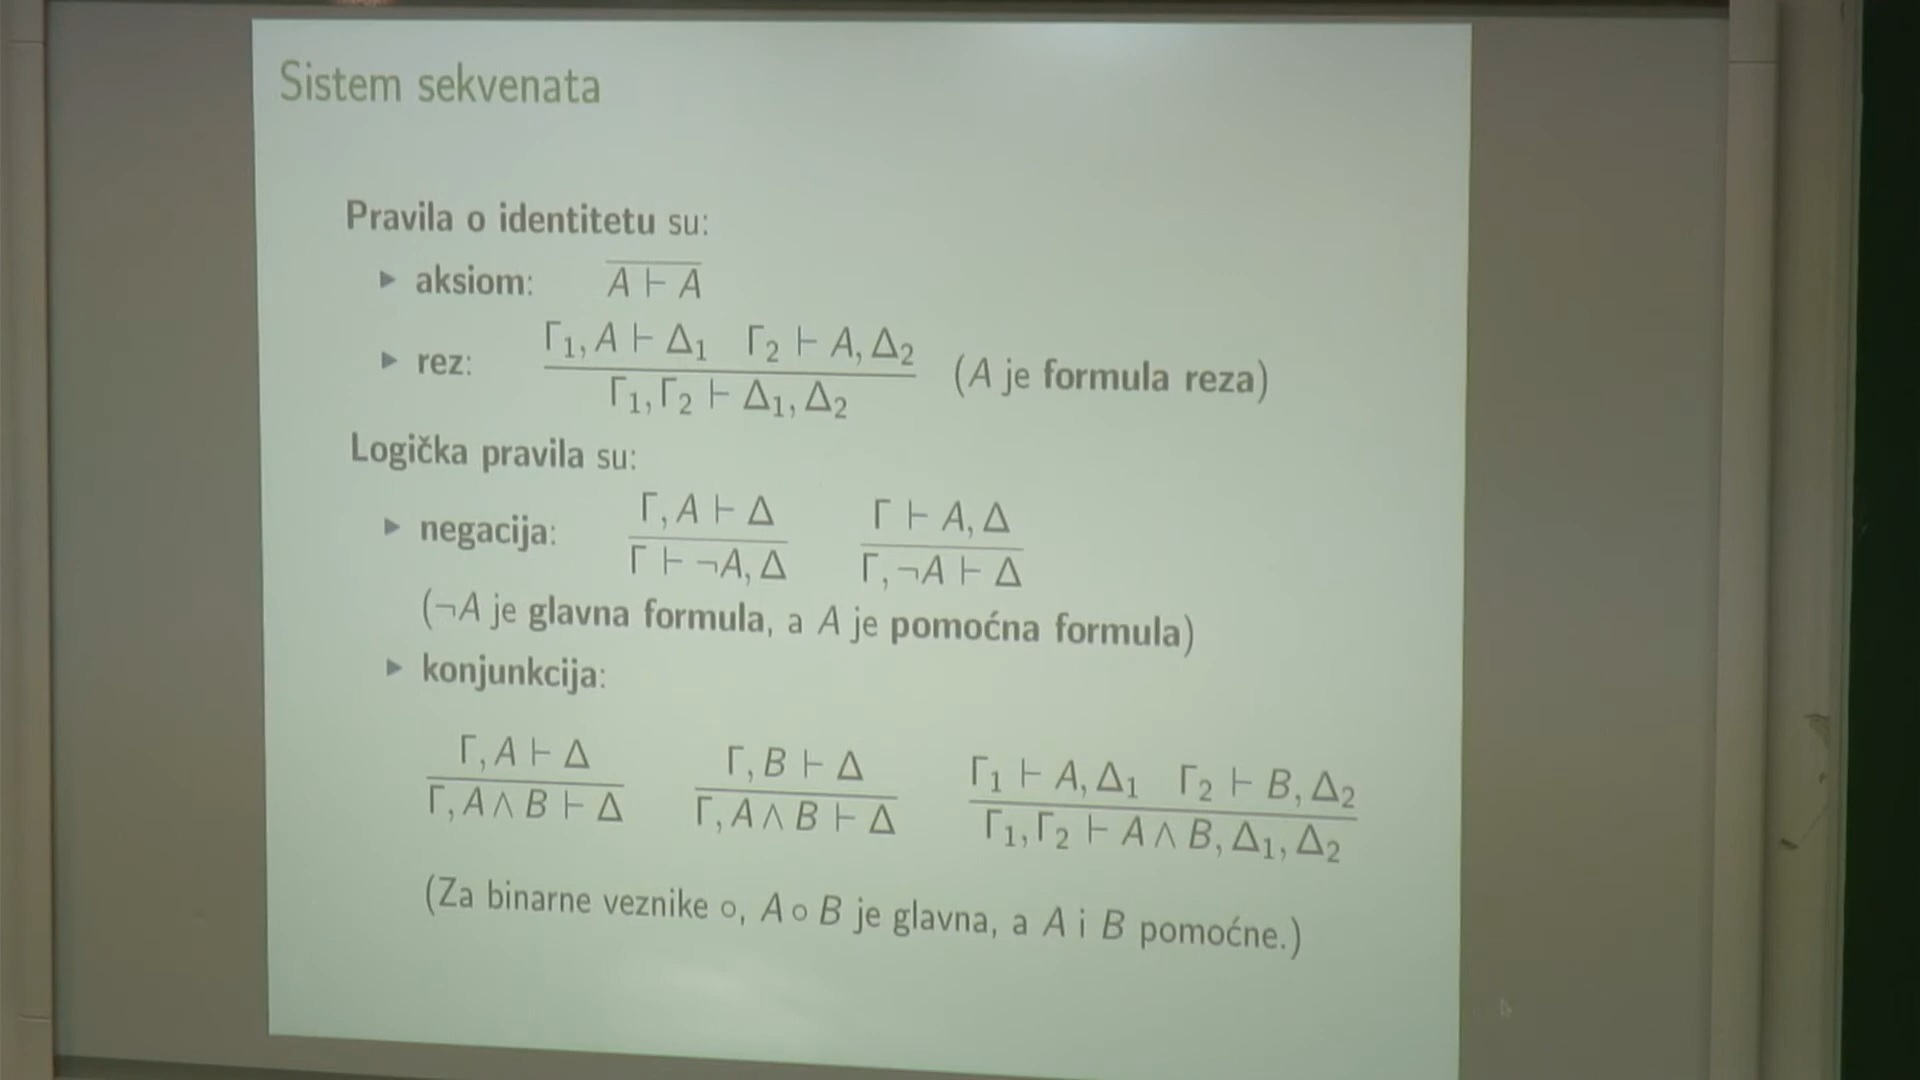 Sistem sekvenata
Pravila o identitetu su:
▶ aksiom: A ⊢ A
Γ₁, A ⊢ Δ₁ Γ₂ ⊢ A, Δ₂
▶ rez: (A je formula reza)
Γ₁, Γ₂ ⊢ Δ₁, Δ₂
Logička pravila su:
Γ, A ⊢ Δ Γ ⊢ A, Δ
▶ negacija:
Γ ⊢ ¬A, Δ Γ, ¬A ⊢ Δ
(¬A je glavna formula, a A je pomoćna formula)
▶ konjunkcija:
Γ, A ⊢ Δ Γ, B ⊢ Δ Γ₁ ⊢ A, Δ₁ Γ₂ ⊢ B, Δ₂
Γ, A ∧ B ⊢ Δ Γ, A ∧ B ⊢ Δ Γ₁, Γ₂ ⊢ A ∧ B, Δ₁, Δ₂
(Za binarne veznike ∘, A ∘ B je glavna, a A i B pomoćne.)